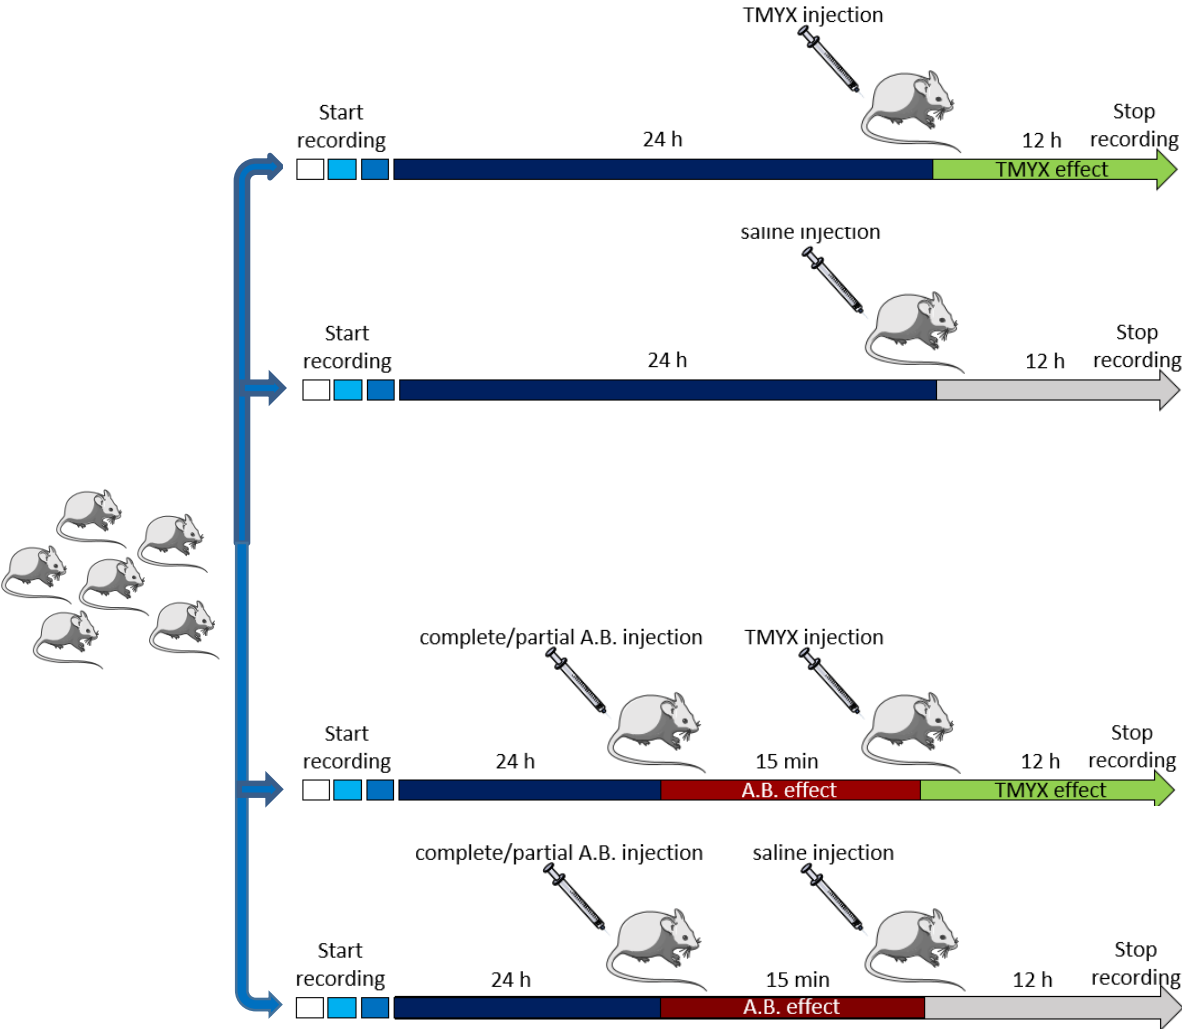 TMYX injection
Start
recording
24 h
12 h
Stop
recording
TMYX effect
saline injection
Start
recording
24 h
12 h
Stop
recording
complete/partial A.B. injection
TMYX injection
Start
recording
24 h
15 min
12 h
Stop
recording
A.B. effect
TMYX effect
complete/partial A.B. injection
saline injection
Start
recording
24 h
15 min
12 h
Stop
recording
A.B. effect